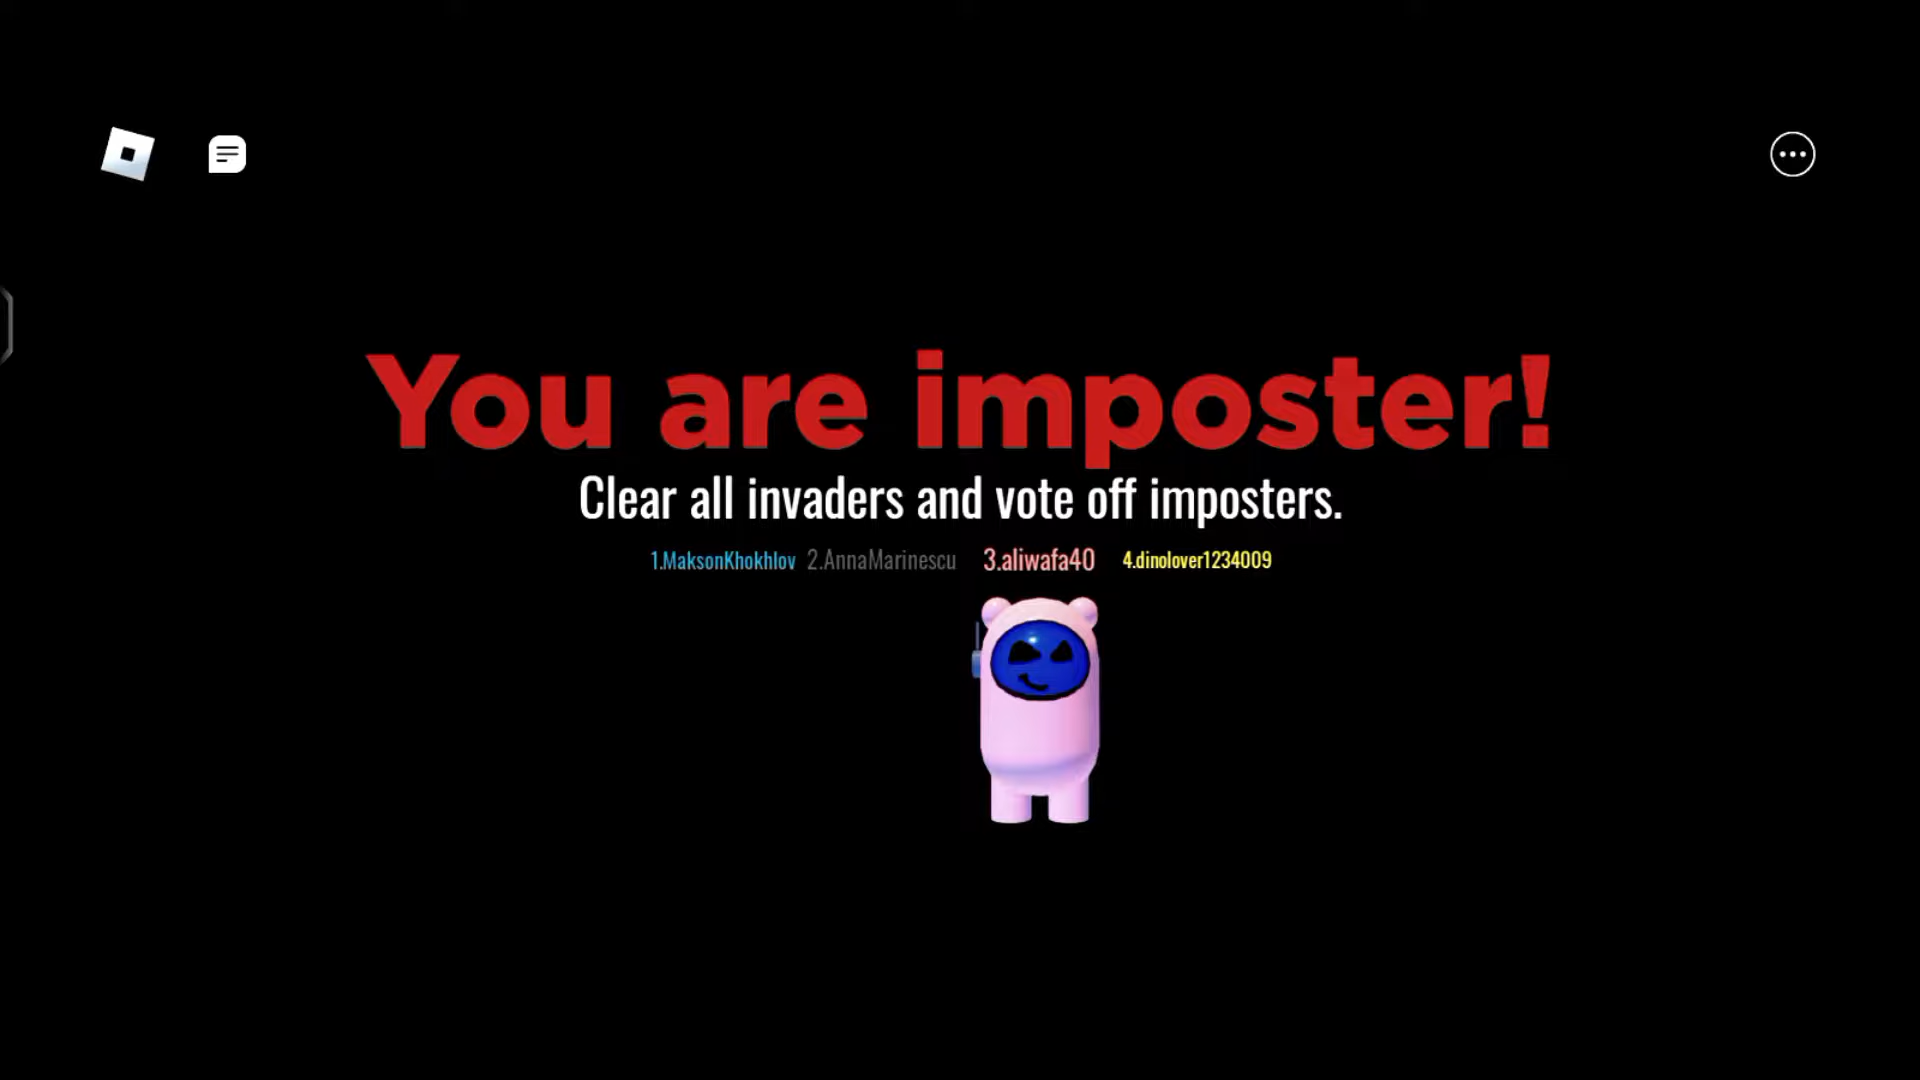 You are imposter!
Clear all invaders and vote off imposters.
1.MaksonKhokhlov 2.AnnaMarinescu 3.aliwafa40 4.dinolover1234009